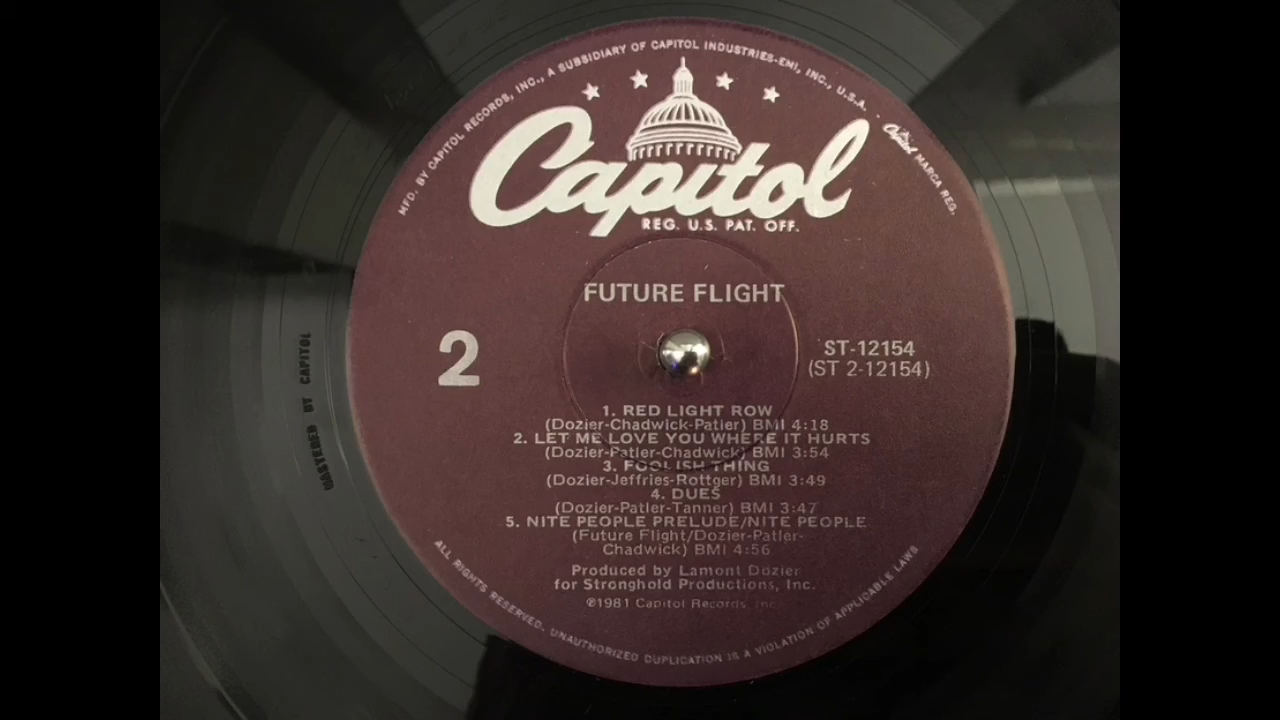 MFD. BY CAPITOL RECORDS, INC., A SUBSIDIARY OF CAPITOL INDUSTRIES-EMI, INC., U.S.A.
Capitol MARCA REG.
Capitol
REG. U.S. PAT. OFF.
FUTURE FLIGHT
2
ST-12154
(ST 2-12154)
1. RED LIGHT ROW
(Dozier-Chadwick-Patler) BMI 4:18
2. LET ME LOVE YOU WHERE IT HURTS
(Dozier-Patler-Chadwick) BMI 3:54
3. FOOLISH THING
(Dozier-Jeffries-Rottger) BMI 3:49
4. DUES
(Dozier-Patler-Tanner) BMI 3:47
5. NITE PEOPLE PRELUDE/NITE PEOPLE
(Future Flight/Dozier-Patler-
Chadwick) BMI 4:56
Produced by Lamont Dozier
for Stronghold Productions, Inc.
℗1981 Capitol Records, Inc.
ALL RIGHTS RESERVED. UNAUTHORIZED DUPLICATION IS A VIOLATION OF APPLICABLE LAWS
MASTERED BY CAPITOL